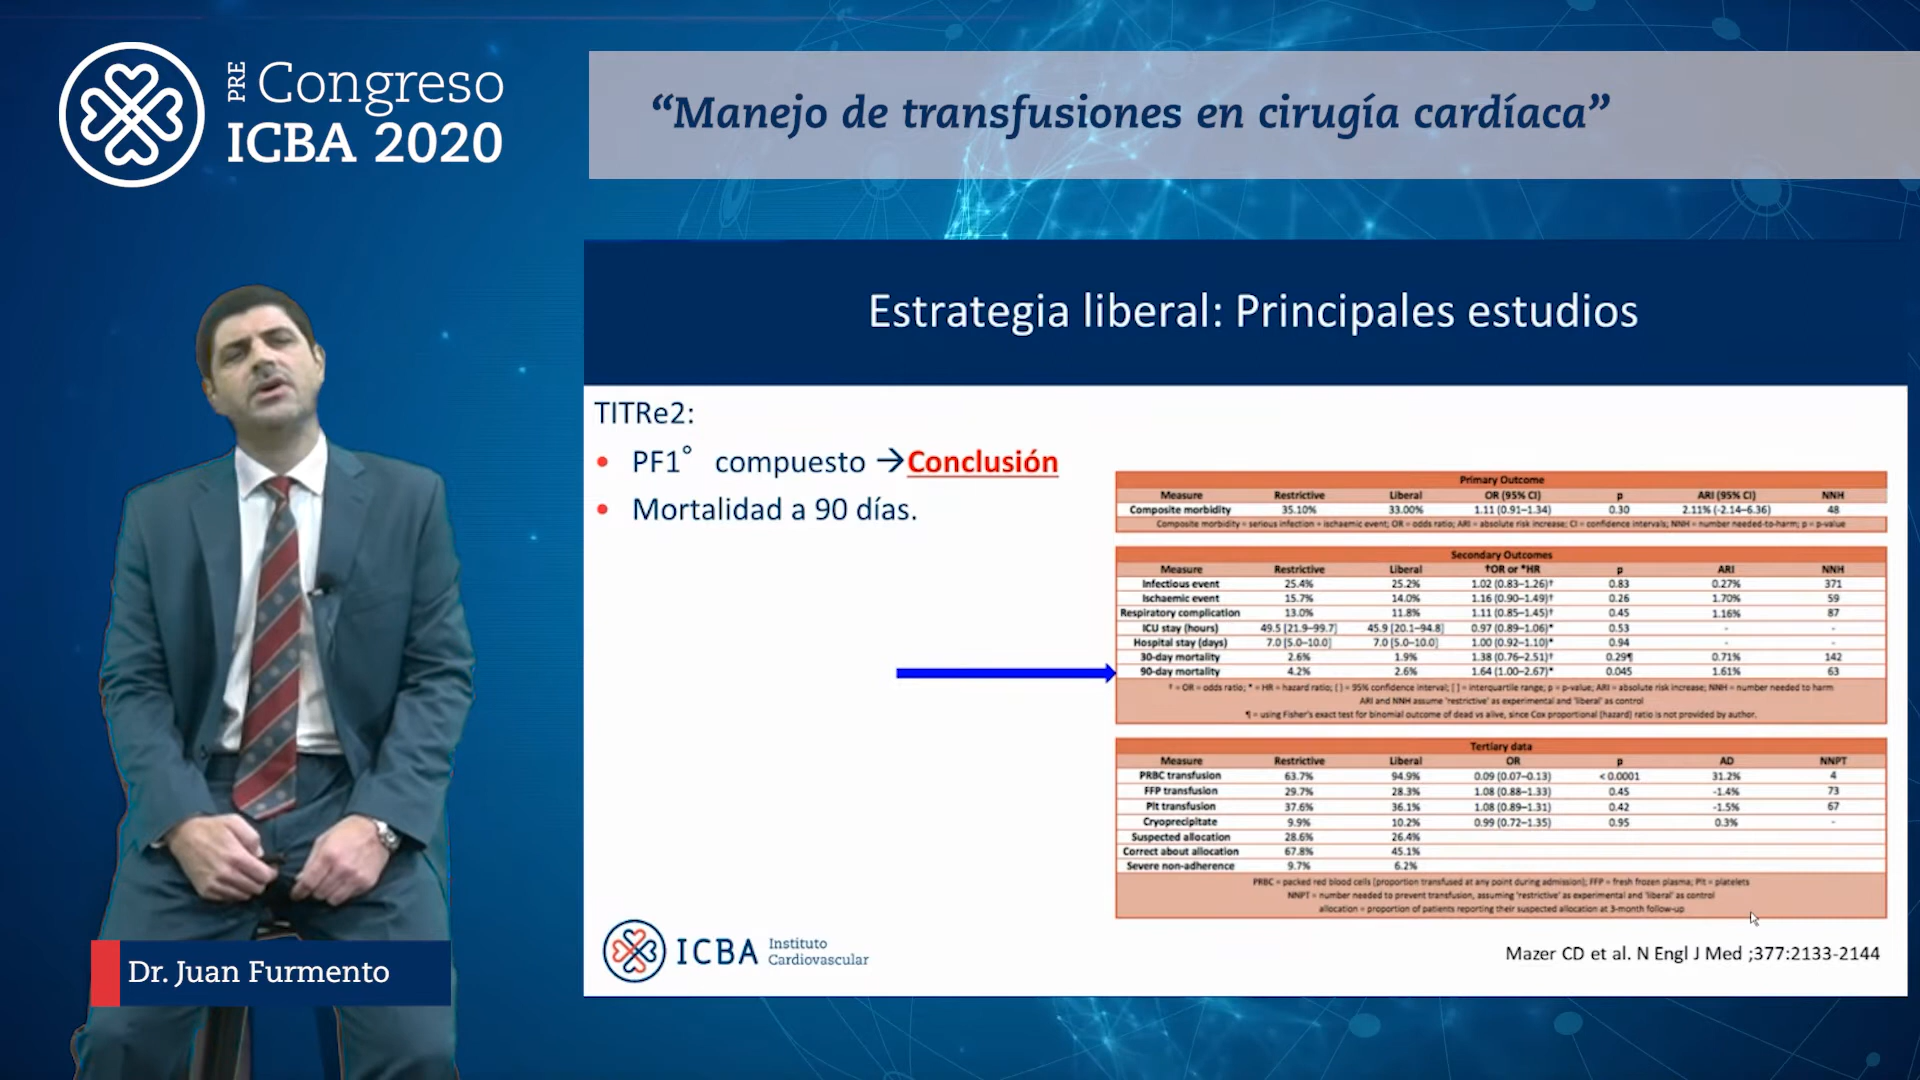 PRE Congreso
ICBA 2020
“Manejo de transfusiones en cirugía cardíaca”
Estrategia liberal: Principales estudios
TITRe2:
• PF1° compuesto →Conclusión
• Mortalidad a 90 días.
Primary Outcome
Measure Restrictive Liberal OR (95% CI) p ARI (95% CI) NNH
Composite morbidity 35.10% 33.00% 1.11 (0.91–1.34) 0.30 2.11% (-2.14–6.36) 48
Composite morbidity = serious infection + ischaemic event; OR = odds ratio; ARI = absolute risk increase; CI = confidence intervals; NNH = number needed-to-harm; p = p-value
Secondary Outcomes
Measure Restrictive Liberal †OR or *HR p ARI NNH
Infectious event 25.4% 25.2% 1.02 (0.83–1.26)† 0.83 0.27% 371
Ischaemic event 15.7% 14.0% 1.16 (0.90–1.49)† 0.26 1.70% 59
Respiratory complication 13.0% 11.8% 1.11 (0.85–1.45)† 0.45 1.16% 87
ICU stay (hours) 49.5 [21.9–99.7] 45.9 [20.1–94.8] 0.97 (0.89–1.06)* 0.53 - -
Hospital stay (days) 7.0 [5.0–10.0] 7.0 [5.0–10.0] 1.00 (0.92–1.10)* 0.94 - -
30-day mortality 2.6% 1.9% 1.38 (0.76–2.51)† 0.29¶ 0.71% 142
90-day mortality 4.2% 2.6% 1.64 (1.00–2.67)* 0.045 1.61% 63
† = OR = odds ratio; * = HR = hazard ratio; ( ) = 95% confidence interval; [ ] = interquartile range; p = p-value; ARI = absolute risk increase; NNH = number needed to harm
ARI and NNH assume 'restrictive' as experimental and 'liberal' as control
¶ = using Fisher's exact test for binomial outcome of dead vs alive, since Cox proportional (hazard) ratio is not provided by author.
Tertiary data
Measure Restrictive Liberal OR p AD NNPT
PRBC transfusion 63.7% 94.9% 0.09 (0.07–0.13) < 0.0001 31.2% 4
FFP transfusion 29.7% 28.3% 1.08 (0.88–1.33) 0.45 -1.4% 73
Plt transfusion 37.6% 36.1% 1.08 (0.89–1.31) 0.42 -1.5% 67
Cryoprecipitate 9.9% 10.2% 0.99 (0.72–1.35) 0.95 0.3% -
Suspected allocation 28.6% 26.4%
Correct about allocation 67.8% 45.1%
Severe non-adherence 9.7% 6.2%
PRBC = packed red blood cells (proportion transfused at any point during admission); FFP = fresh frozen plasma; Plt = platelets
NNPT = number needed to prevent transfusion, assuming 'restrictive' as experimental and 'liberal' as control
allocation = proportion of patients reporting their suspected allocation at 3-month follow-up
ICBA Instituto
Cardiovascular
Mazer CD et al. N Engl J Med ;377:2133-2144
Dr. Juan Furmento